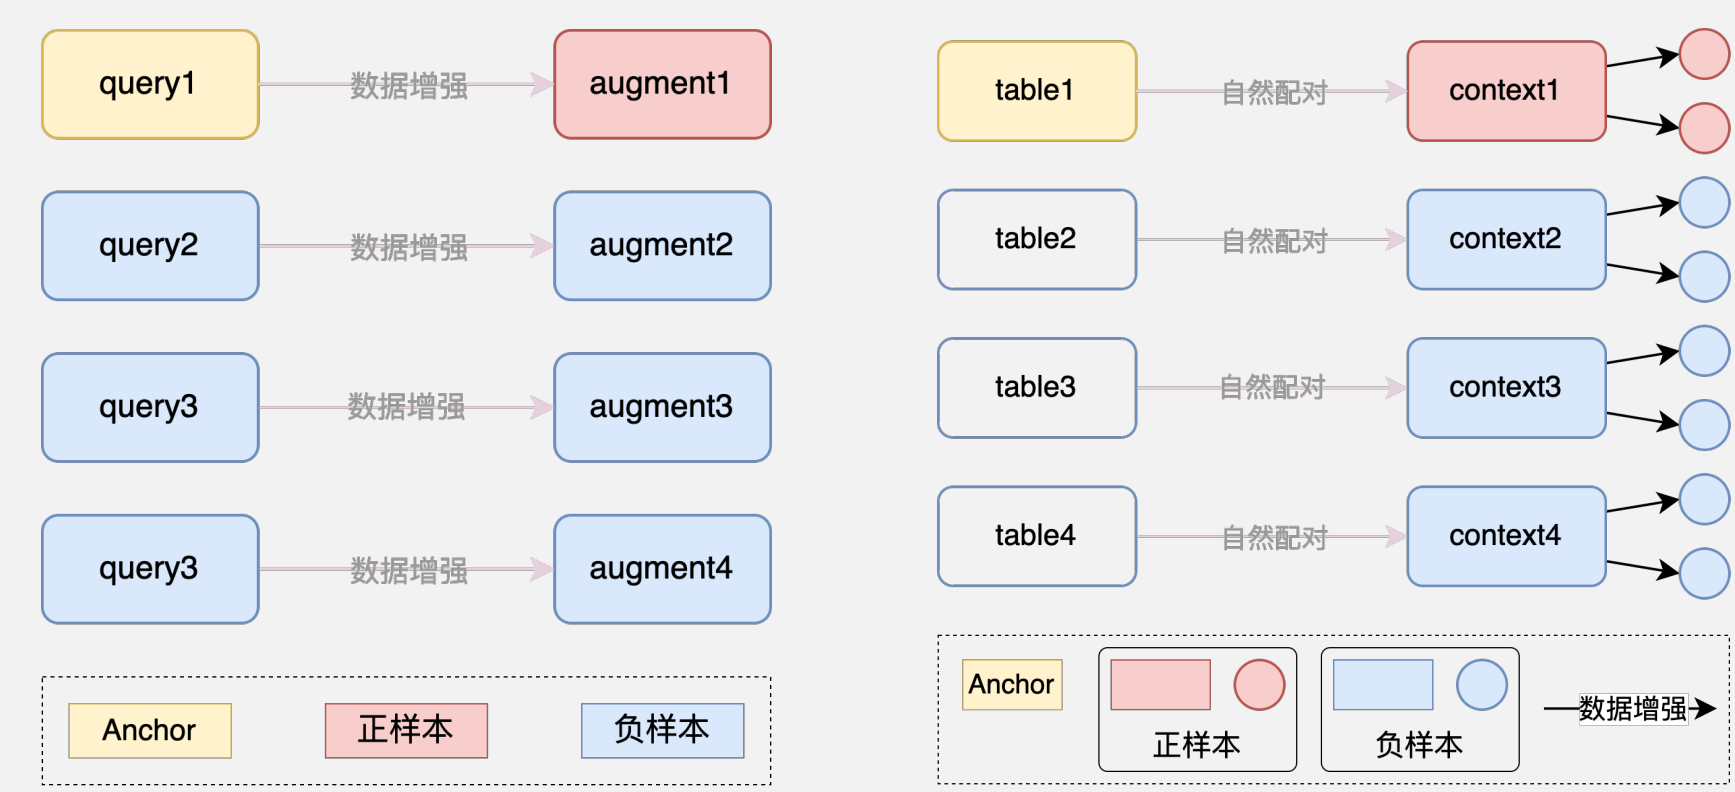 query1 数据增强 augment1
query2 数据增强 augment2
query3 数据增强 augment3
query3 数据增强 augment4
Anchor 正样本 负样本
table1 自然配对 context1
table2 自然配对 context2
table3 自然配对 context3
table4 自然配对 context4
Anchor
正样本
负样本
数据增强